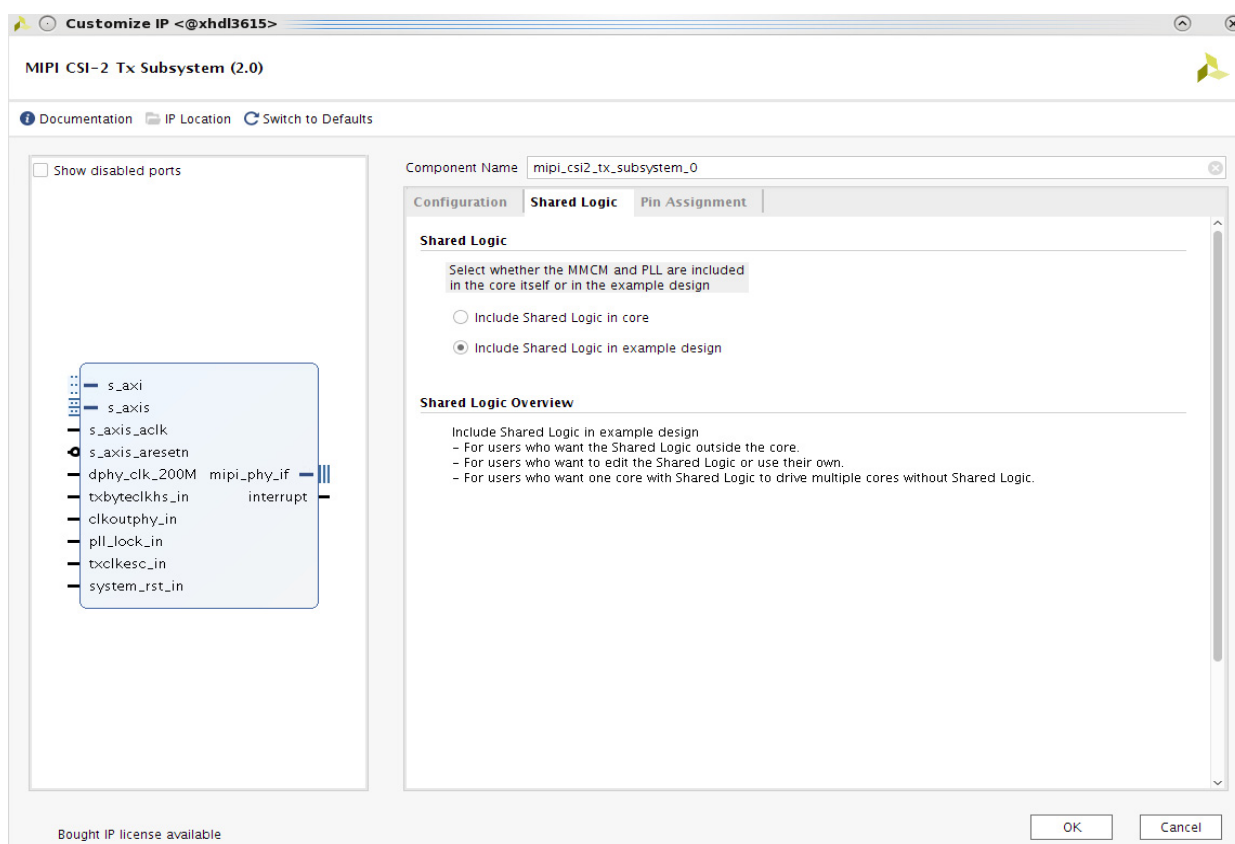 Customize IP <@xhdl3615>
MIPI CSI-2 Tx Subsystem (2.0)
Documentation IP Location Switch to Defaults
Show disabled ports
s_axi
s_axis
s_axis_aclk
s_axis_aresetn
dphy_clk_200M mipi_phy_if
txbyteclkhs_in interrupt
clkoutphy_in
pll_lock_in
txclkesc_in
system_rst_in
Component Name mipi_csi2_tx_subsystem_0
Configuration Shared Logic Pin Assignment
Shared Logic
Select whether the MMCM and PLL are included
in the core itself or in the example design
Include Shared Logic in core
Include Shared Logic in example design
Shared Logic Overview
Include Shared Logic in example design
– For users who want the Shared Logic outside the core.
– For users who want to edit the Shared Logic or use their own.
– For users who want one core with Shared Logic to drive multiple cores without Shared Logic.
Bought IP license available
OK Cancel